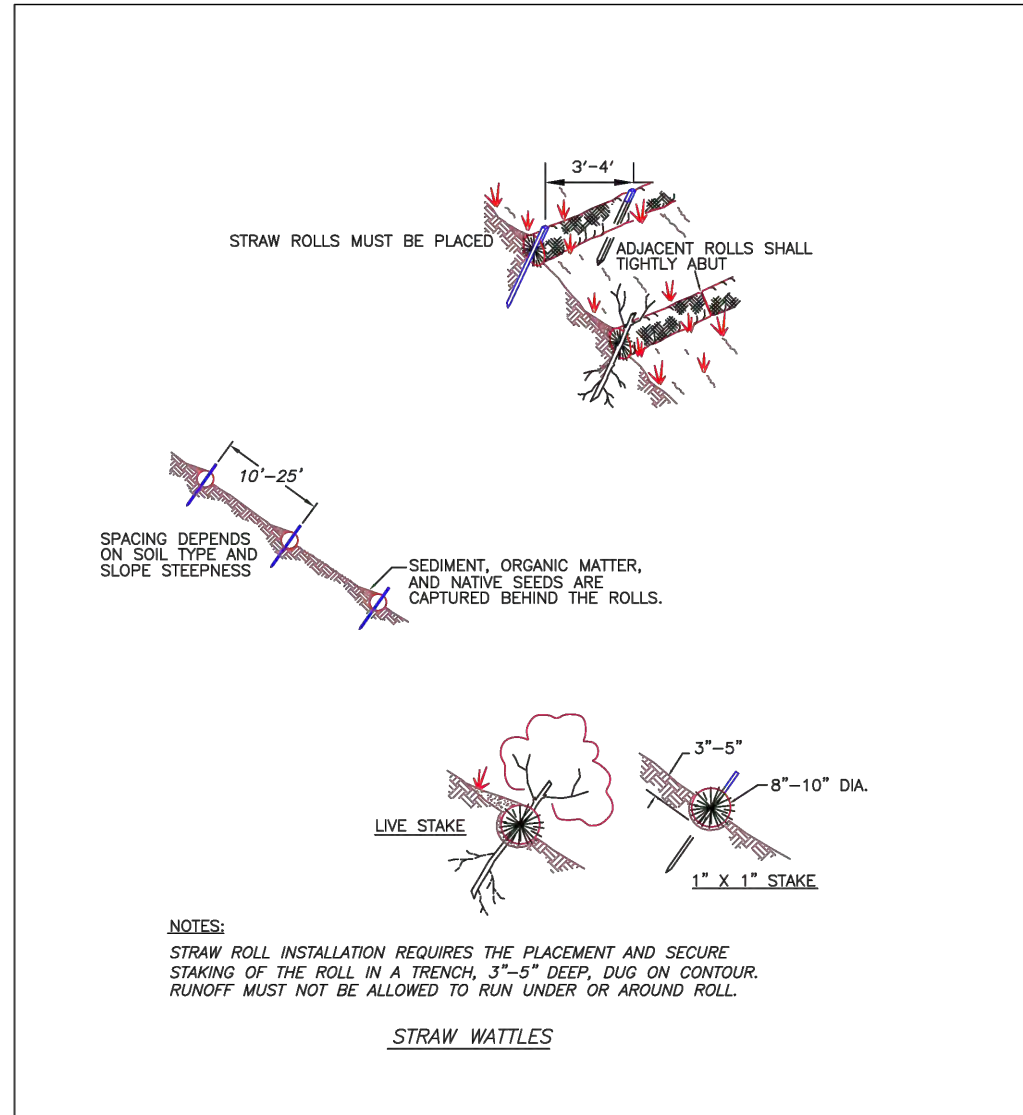 3'-4'
STRAW ROLLS MUST BE PLACED
ADJACENT ROLLS SHALL
TIGHTLY ABUT
10'-25'
SPACING DEPENDS
ON SOIL TYPE AND
SLOPE STEEPNESS
SEDIMENT, ORGANIC MATTER,
AND NATIVE SEEDS ARE
CAPTURED BEHIND THE ROLLS.
3"-5"
8"-10" DIA.
LIVE STAKE
1" X 1" STAKE
NOTES:
STRAW ROLL INSTALLATION REQUIRES THE PLACEMENT AND SECURE
STAKING OF THE ROLL IN A TRENCH, 3"-5" DEEP, DUG ON CONTOUR.
RUNOFF MUST NOT BE ALLOWED TO RUN UNDER OR AROUND ROLL.
STRAW WATTLES